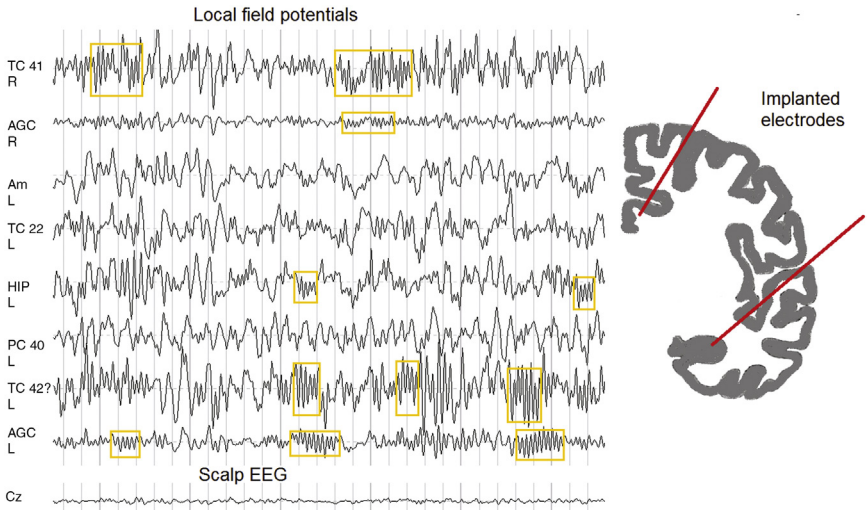 Local field potentials
TC 41
R
AGC
R
Am
L
TC 22
L
HIP
L
PC 40
L
TC 42?
L
AGC
L
Scalp EEG
Cz
Implanted
electrodes